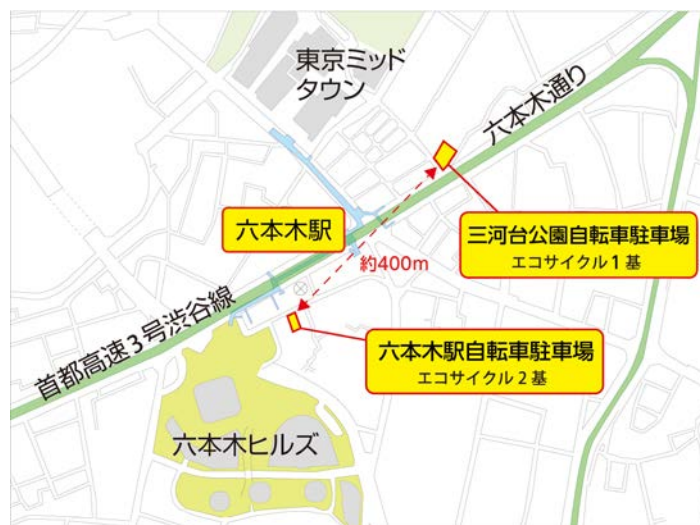 東京ミッド
タウン
六本木通り
六本木駅
三河台公園自転車駐車場
エコサイクル1基
約400m
首都高速3号渋谷線
六本木駅自転車駐車場
エコサイクル2基
六本木ヒルズ